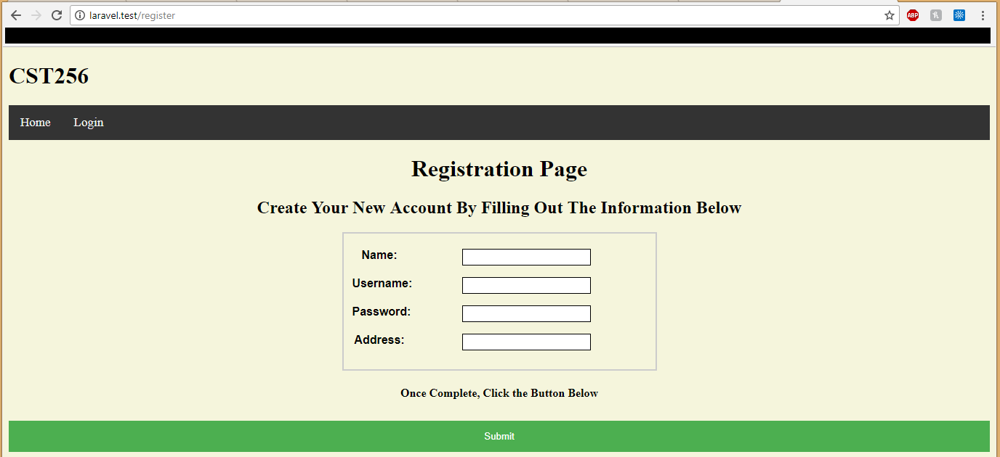 laravel.test/register
ABP
CST256
Home Login
Registration Page
Create Your New Account By Filling Out The Information Below
Name:
Username:
Password:
Address:
Once Complete, Click the Button Below
Submit